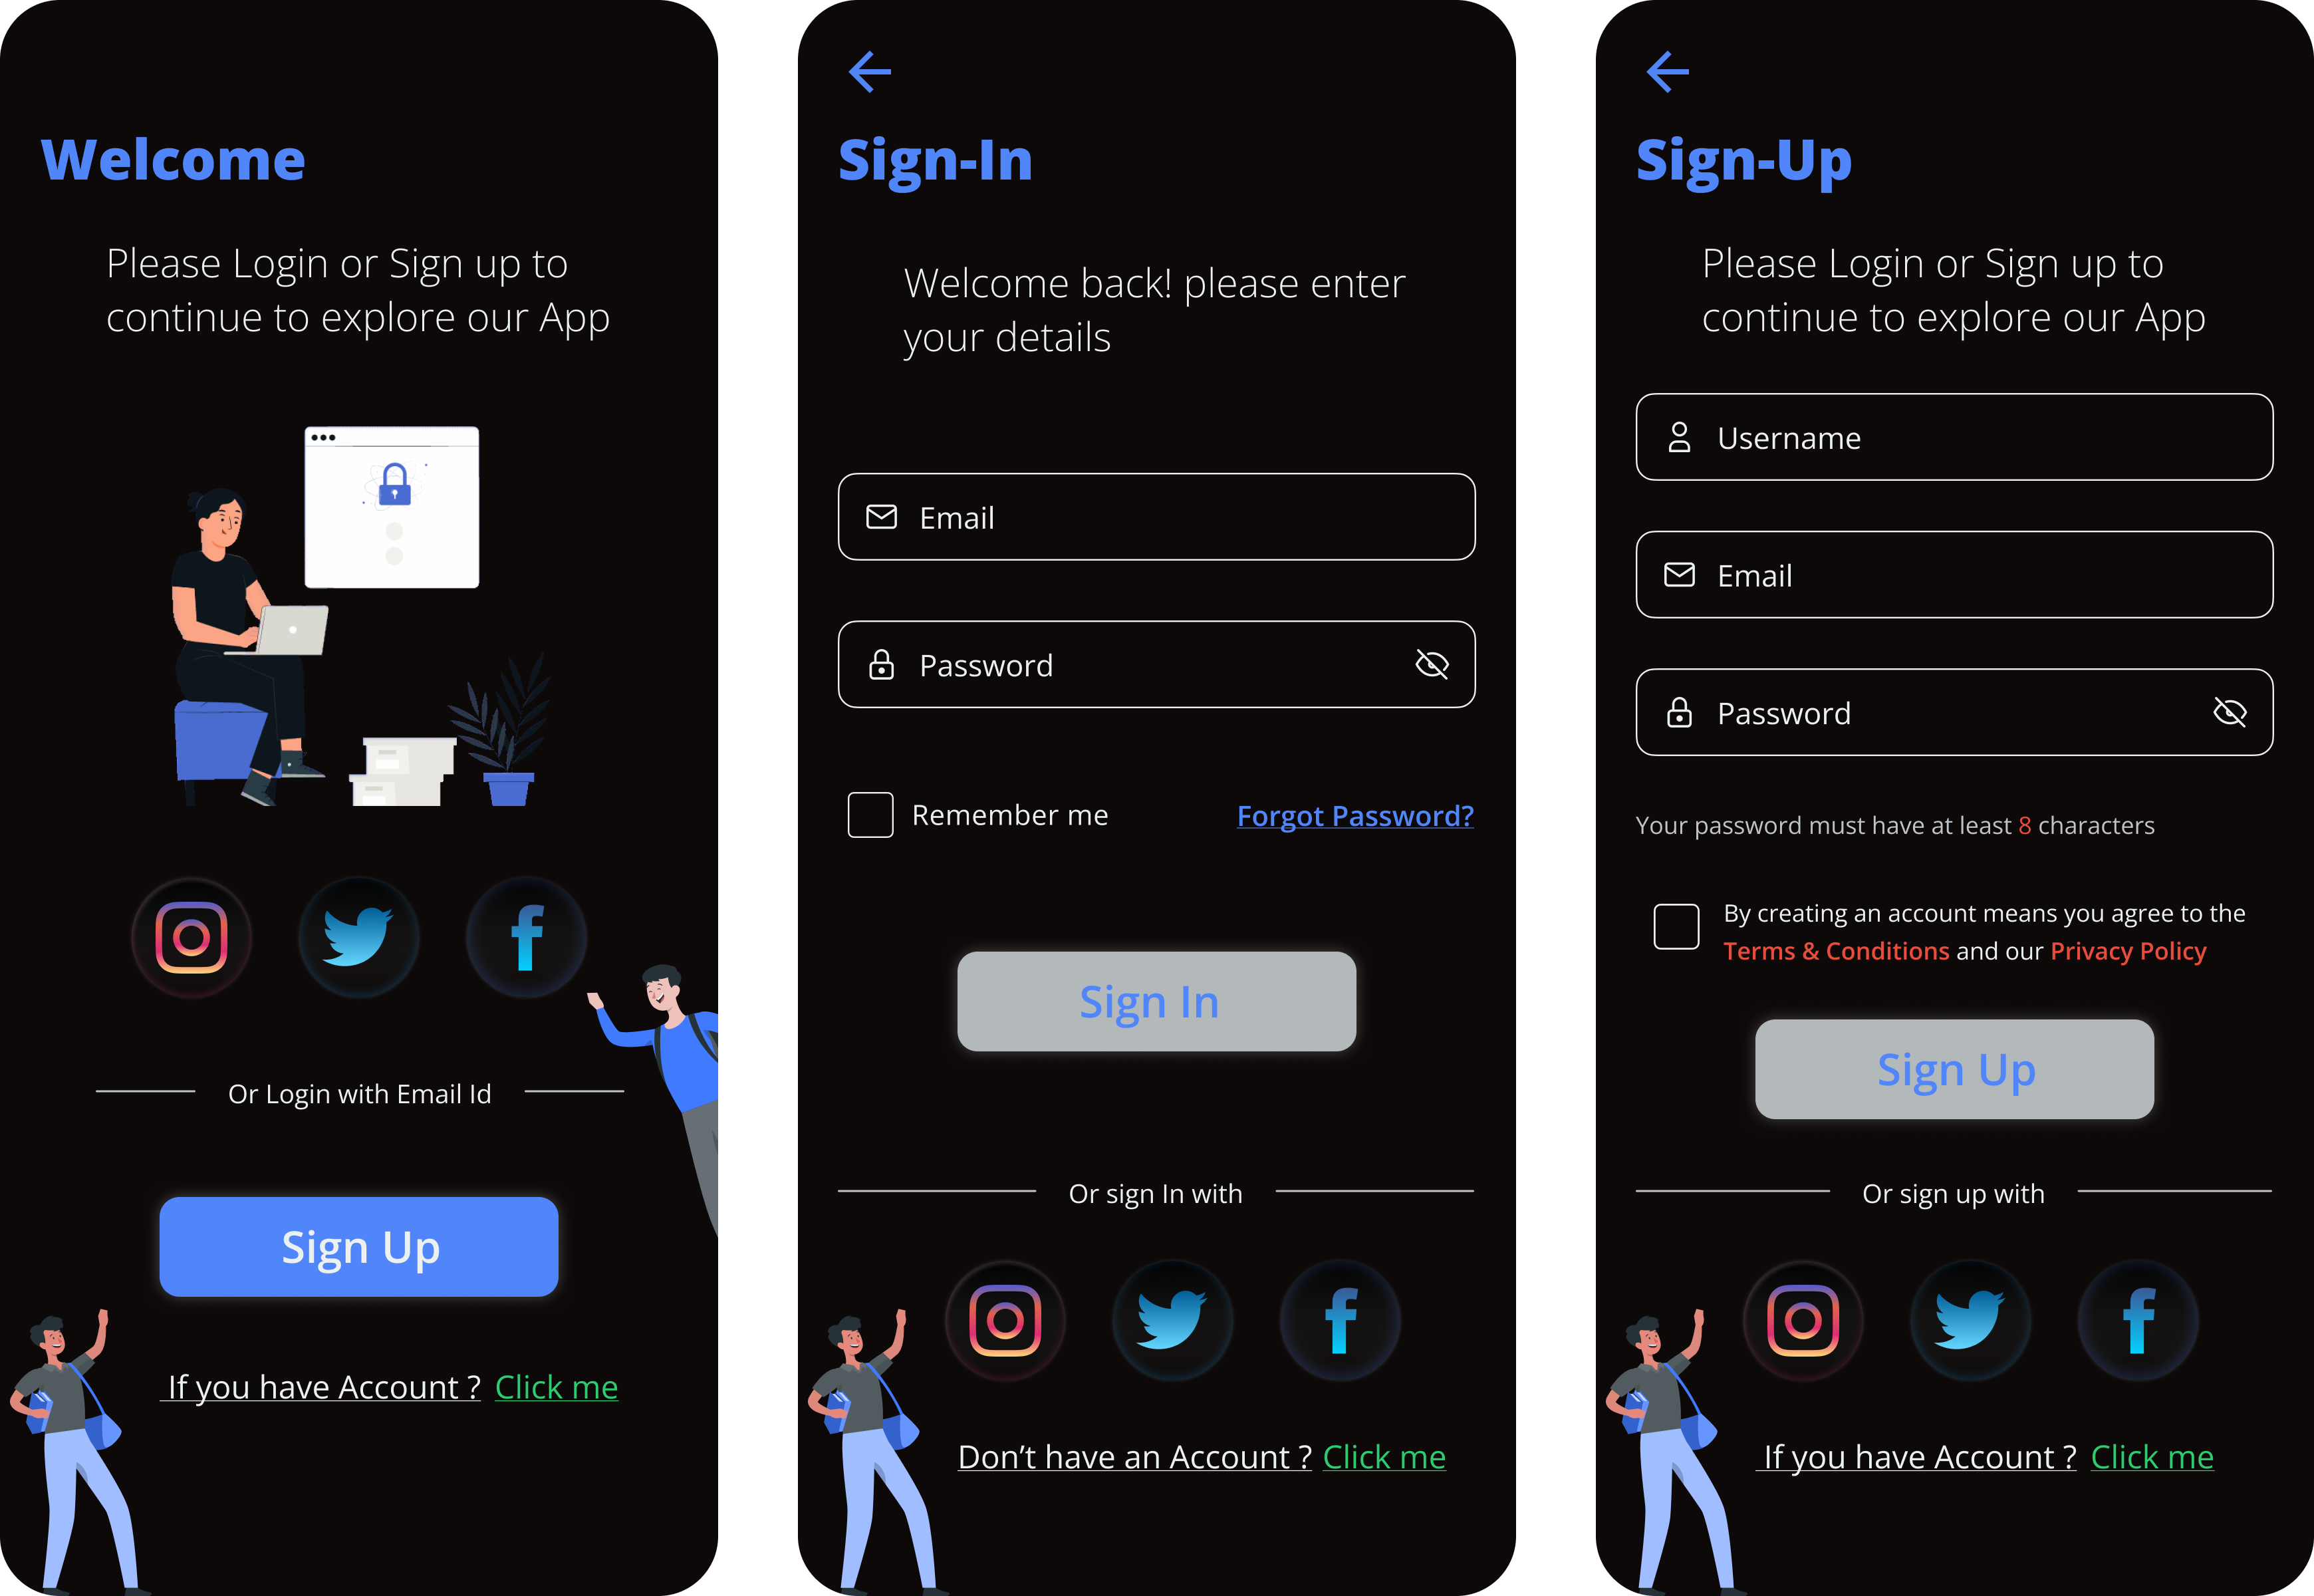 Welcome
Please Login or Sign up to
continue to explore our App
Or Login with Email Id
Sign Up
If you have Account ? Click me
Sign-In
Welcome back! please enter
your details
Email
Password
Remember me
Forgot Password?
Sign In
Or sign In with
Don’t have an Account ? Click me
Sign-Up
Please Login or Sign up to
continue to explore our App
Username
Email
Password
Your password must have at least 8 characters
By creating an account means you agree to the
Terms & Conditions and our Privacy Policy
Sign Up
Or sign up with
If you have Account ? Click me